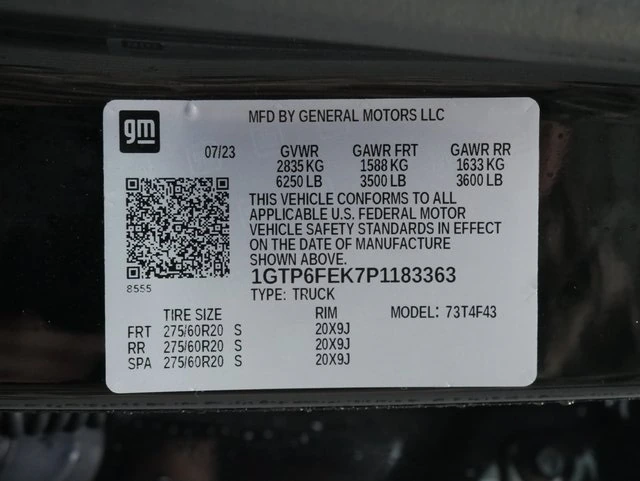 gm
MFD BY GENERAL MOTORS LLC
07/23 GVWR GAWR FRT GAWR RR
2835 KG 1588 KG 1633 KG
6250 LB 3500 LB 3600 LB
THIS VEHICLE CONFORMS TO ALL
APPLICABLE U.S. FEDERAL MOTOR
VEHICLE SAFETY STANDARDS IN EFFECT
ON THE DATE OF MANUFACTURE
SHOWN ABOVE.
8555
1GTP6FEK7P1183363
TYPE: TRUCK
TIRE SIZE RIM MODEL: 73T4F43
FRT 275/60R20 S 20X9J
RR 275/60R20 S 20X9J
SPA 275/60R20 S 20X9J